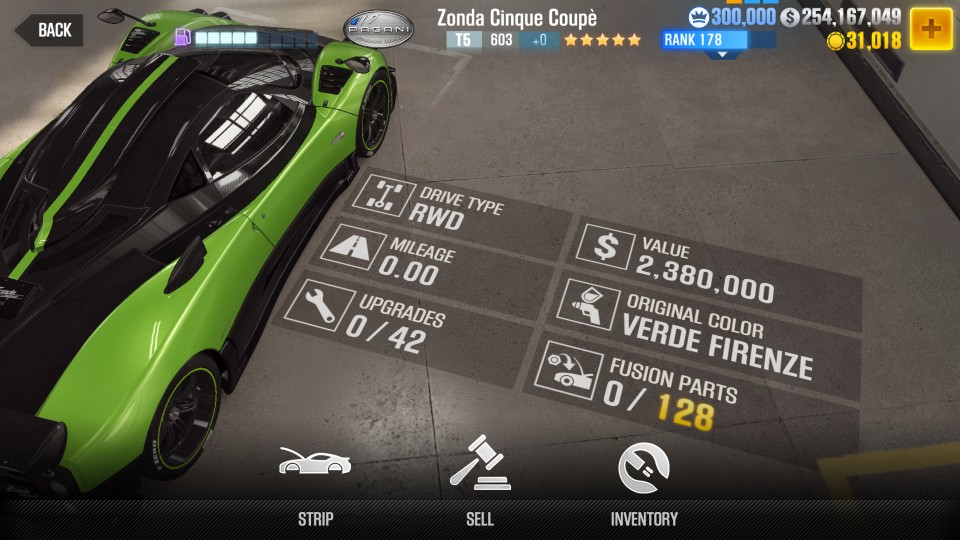 BACK
PAGANI
Zonda Cinque Coupè
T5 603 +0
300,000
254,167,049
RANK 178
31,018
DRIVE TYPE
RWD
MILEAGE
0.00
UPGRADES
0 / 42
VALUE
2,380,000
ORIGINAL COLOR
VERDE FIRENZE
FUSION PARTS
0 / 128
STRIP
SELL
INVENTORY